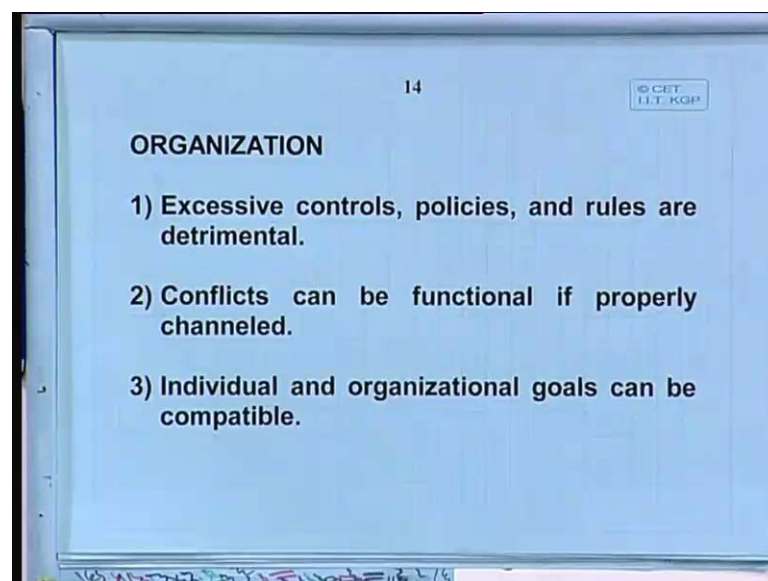 14
© CET
I.I.T. KGP
ORGANIZATION
1) Excessive controls, policies, and rules are
detrimental.
2) Conflicts can be functional if properly
channeled.
3) Individual and organizational goals can be
compatible.